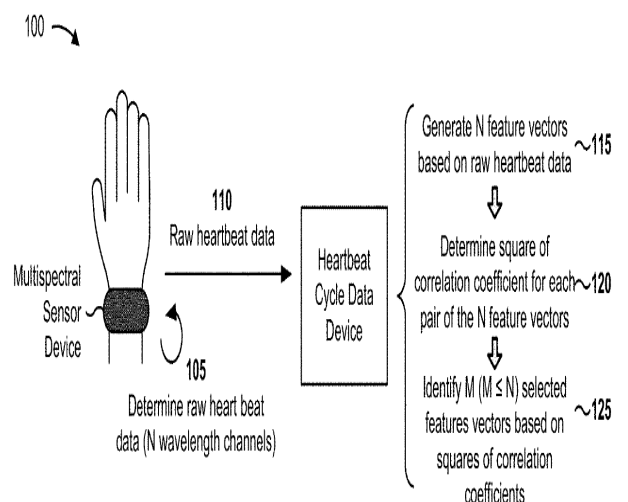 100
Multispectral
Sensor
Device
105
Determine raw heart beat
data (N wavelength channels)
110
Raw heartbeat data
Heartbeat
Cycle Data
Device
Generate N feature vectors
based on raw heartbeat data
115
Determine square of
correlation coefficient for each
pair of the N feature vectors
120
Identify M (M ≤ N) selected
features vectors based on
squares of correlation
coefficients
125